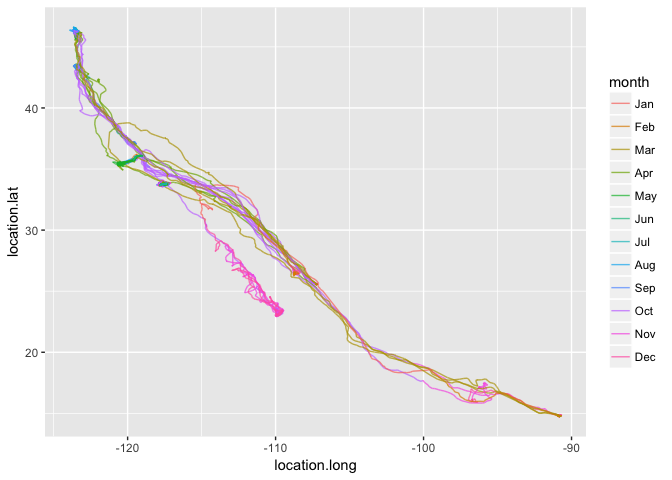 location.lat
40
30
20
-120
-110
-100
-90
location.long
month
Jan
Feb
Mar
Apr
May
Jun
Jul
Aug
Sep
Oct
Nov
Dec